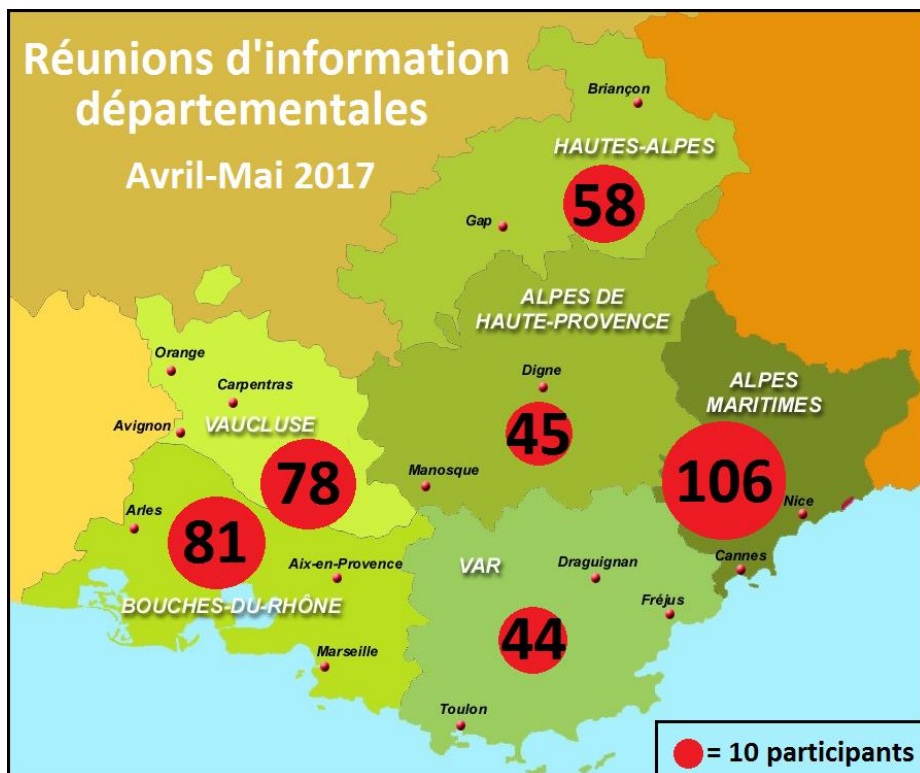 Réunions d'information
départementales
Avril-Mai 2017
Briançon
HAUTES-ALPES
58
Gap
ALPES DE
HAUTE-PROVENCE
Orange
Carpentras
Digne
ALPES
MARITIMES
Avignon
VAUCLUSE
45
78
Manosque
106
Nice
Arles
81
Aix-en-Provence
VAR
Draguignan
Cannes
BOUCHES-DU-RHÔNE
Fréjus
44
Marseille
Toulon
= 10 participants